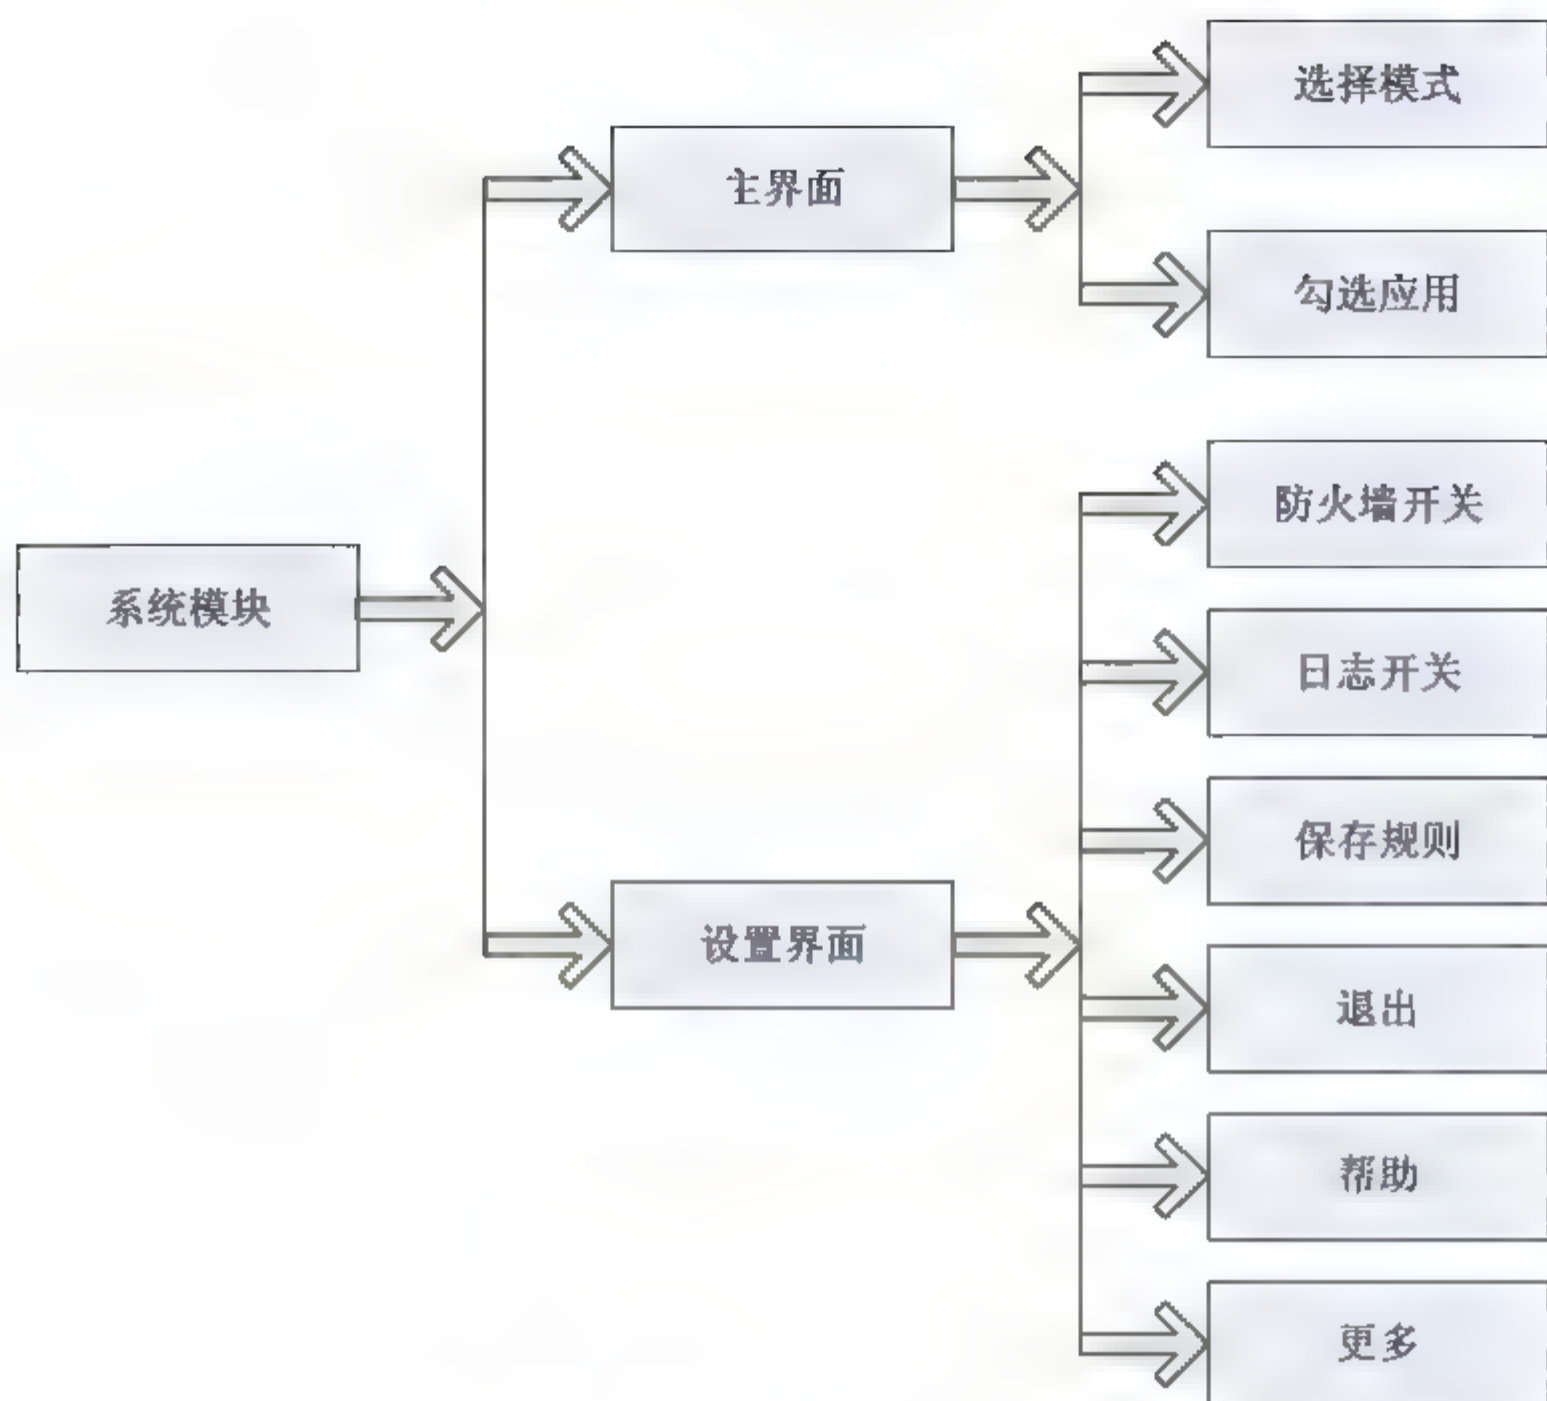 选择模式
主界面
勾选应用
防火墙开关
系统模块
日志开关
保存规则
设置界面
退出
帮助
更多